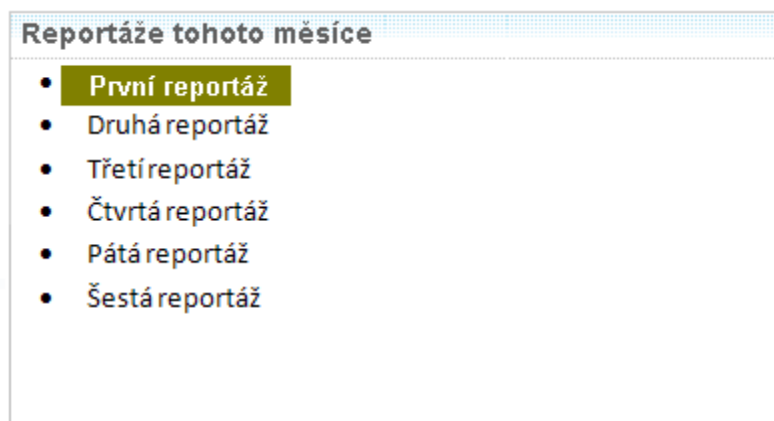 Reportáže tohoto měsíce
• První reportáž
• Druhá reportáž
• Třetí reportáž
• Čtvrtá reportáž
• Pátá reportáž
• Šestá reportáž